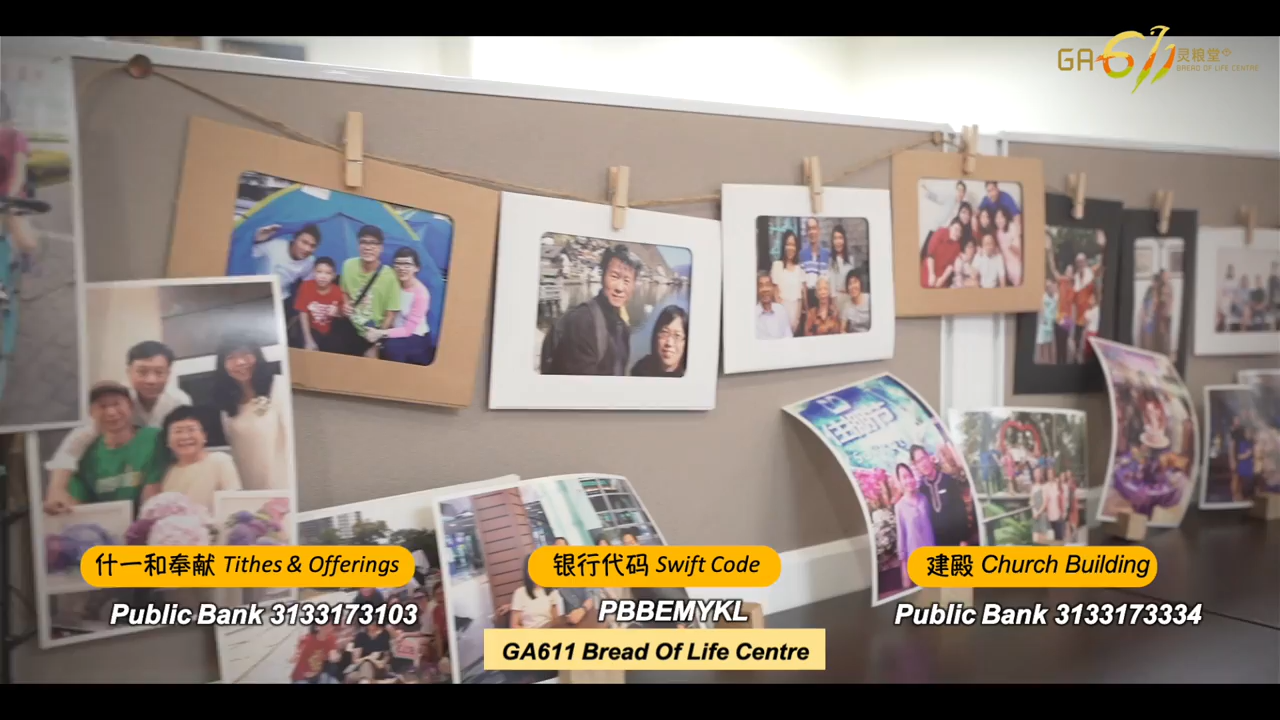 GA611 灵粮堂
BREAD OF LIFE CENTRE
什一和奉献 Tithes & Offerings
Public Bank 3133173103
银行代码 Swift Code
PBBEMYKL
建殿 Church Building
Public Bank 3133173334
GA611 Bread Of Life Centre